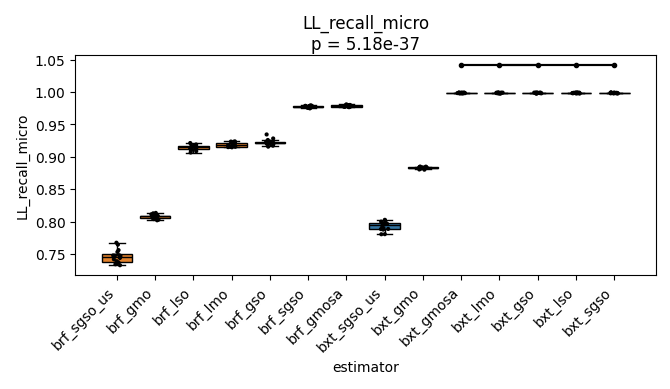 LL_recall_micro
p = 5.18e-37
LL_recall_micro
1.05
1.00
0.95
0.90
0.85
0.80
0.75
brf_sgso_us
brf_gmo
brf_lso
brf_lmo
brf_gso
brf_sgso
brf_gmosa
bxt_sgso_us
bxt_gmo
bxt_gmosa
bxt_lmo
bxt_gso
bxt_lso
bxt_sgso
estimator